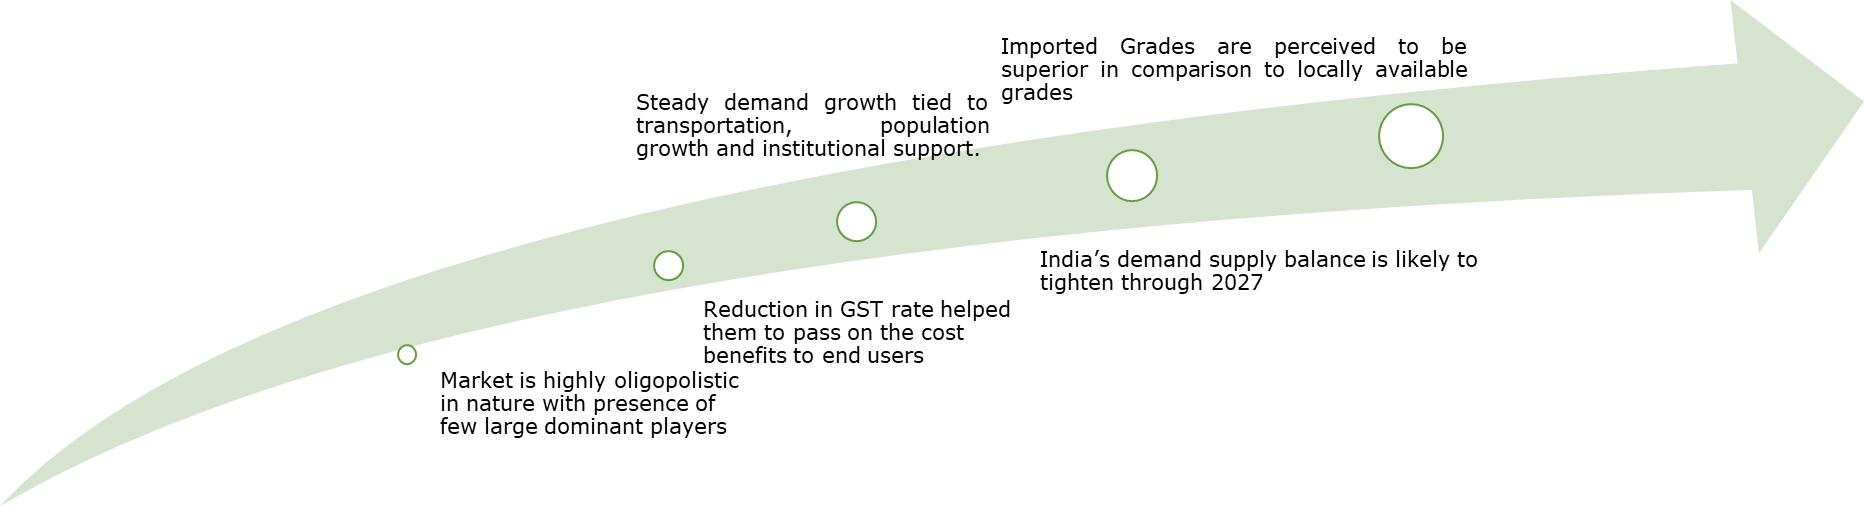 Imported Grades are perceived to be
superior in comparison to locally available
grades
Steady demand growth tied to
transportation, population
growth and institutional support.
India’s demand supply balance is likely to
tighten through 2027
Reduction in GST rate helped
them to pass on the cost
benefits to end users
Market is highly oligopolistic
in nature with presence of
few large dominant players